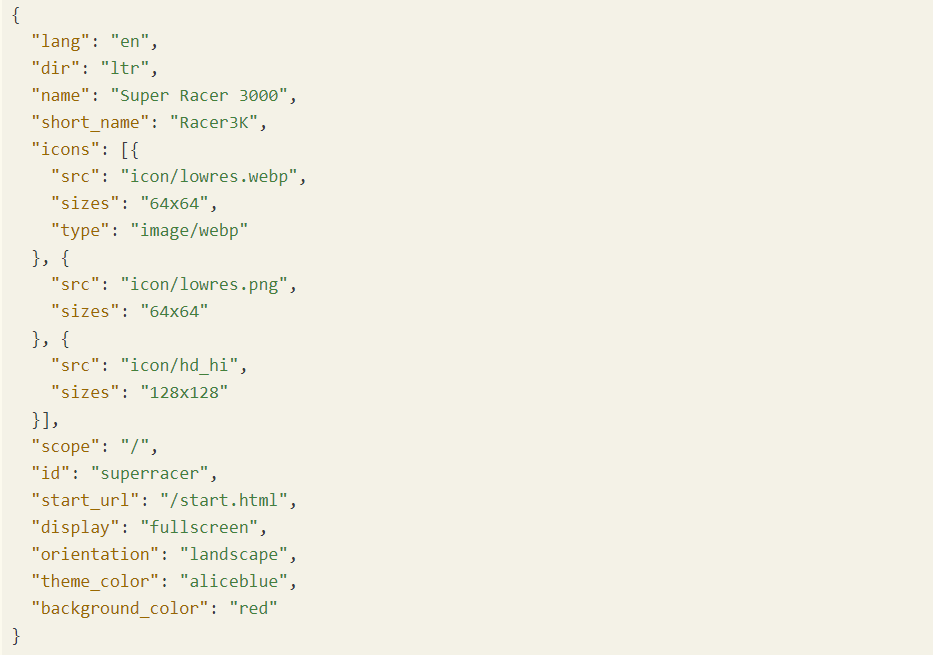 {
  "lang": "en",
  "dir": "ltr",
  "name": "Super Racer 3000",
  "short_name": "Racer3K",
  "icons": [{
    "src": "icon/lowres.webp",
    "sizes": "64x64",
    "type": "image/webp"
  }, {
    "src": "icon/lowres.png",
    "sizes": "64x64"
  }, {
    "src": "icon/hd_hi",
    "sizes": "128x128"
  }],
  "scope": "/",
  "id": "superracer",
  "start_url": "/start.html",
  "display": "fullscreen",
  "orientation": "landscape",
  "theme_color": "aliceblue",
  "background_color": "red"
}